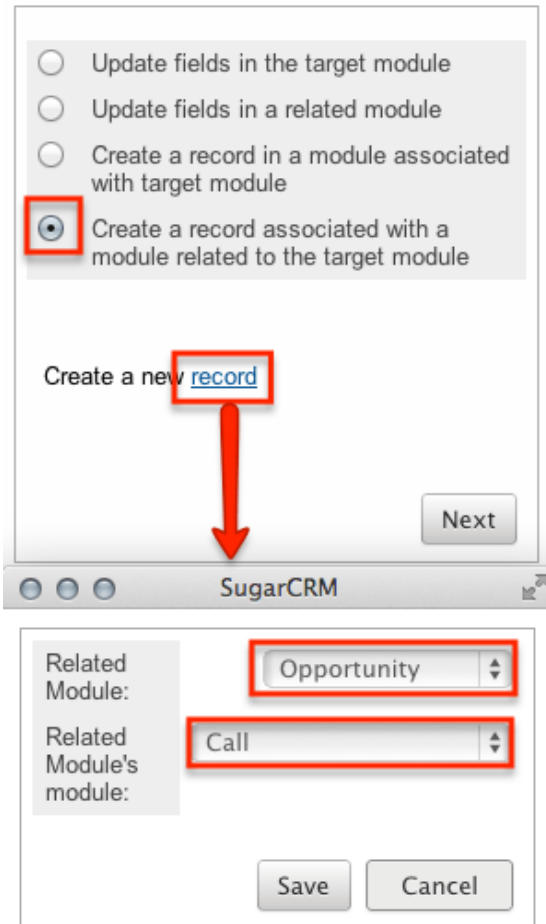 Update fields in the target module
Update fields in a related module
Create a record in a module associated
with target module
Create a record associated with a
module related to the target module
Create a new record
Next
SugarCRM
Related
Module:
Opportunity
Related
Module's
module:
Call
Save
Cancel